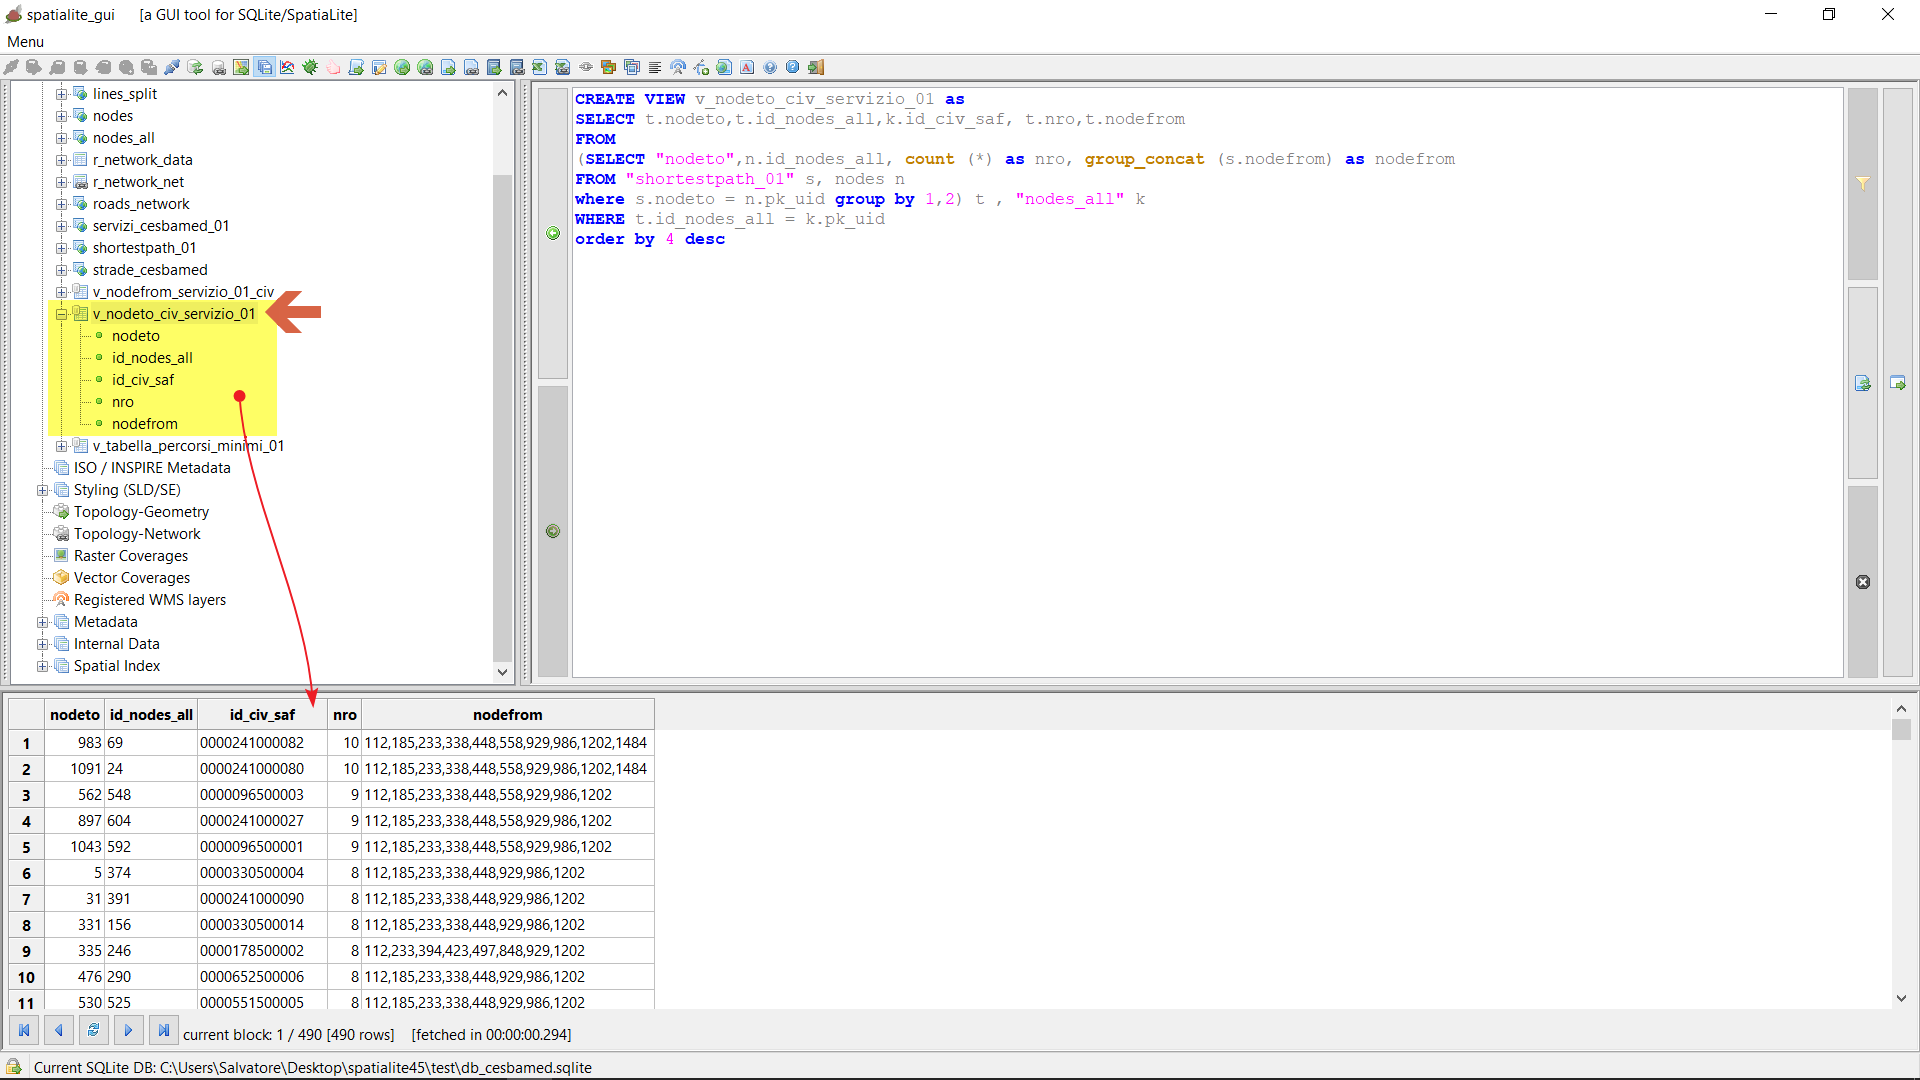 spatialite_gui [a GUI tool for SQLite/SpatiaLite]
Menu
lines_split
nodes
nodes_all
r_network_data
r_network_net
roads_network
servizi_cesbamed_01
shortestpath_01
strade_cesbamed
v_nodefrom_servizio_01_civ
v_nodeto_civ_servizio_01
nodeto
id_nodes_all
id_civ_saf
nro
nodefrom
v_tabella_percorsi_minimi_01
ISO / INSPIRE Metadata
Styling (SLD/SE)
Topology-Geometry
Topology-Network
Raster Coverages
Vector Coverages
Registered WMS layers
Metadata
Internal Data
Spatial Index
CREATE VIEW v_nodeto_civ_servizio_01 as
SELECT t.nodeto,t.id_nodes_all,k.id_civ_saf, t.nro,t.nodefrom
FROM
(SELECT "nodeto",n.id_nodes_all, count (*) as nro, group_concat (s.nodefrom) as nodefrom
FROM "shortestpath_01" s, nodes n
where s.nodeto = n.pk_uid group by 1,2) t , "nodes_all" k
WHERE t.id_nodes_all = k.pk_uid
order by 4 desc
nodeto id_nodes_all id_civ_saf nro nodefrom
1 983 69 0000241000082 10 112,185,233,338,448,558,929,986,1202,1484
2 1091 24 0000241000080 10 112,185,233,338,448,558,929,986,1202,1484
3 562 548 0000096500003 9 112,185,233,338,448,558,929,986,1202
4 897 604 0000241000027 9 112,185,233,338,448,558,929,986,1202
5 1043 592 0000096500001 9 112,185,233,338,448,558,929,986,1202
6 5 374 0000330500004 8 112,185,233,338,448,929,986,1202
7 31 391 0000241000090 8 112,185,233,338,448,929,986,1202
8 331 156 0000330500014 8 112,185,233,338,448,929,986,1202
9 335 246 0000178500002 8 112,233,394,423,497,848,929,1202
10 476 290 0000652500006 8 112,185,233,338,448,929,986,1202
11 530 525 0000551500005 8 112,185,233,338,448,929,986,1202
current block: 1 / 490 [490 rows] [fetched in 00:00:00.294]
Current SQLite DB: C:\Users\Salvatore\Desktop\spatialite45\test\db_cesbamed.sqlite